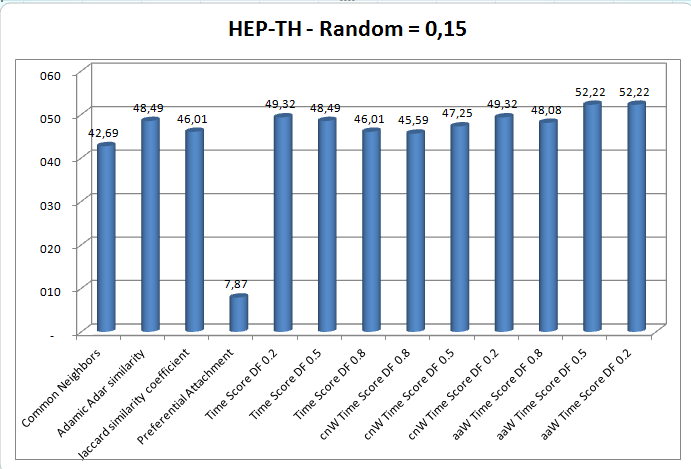 HEP-TH - Random = 0,15
060
050
040
030
020
010
-
42,69
48,49
46,01
7,87
49,32
48,49
46,01
45,59
47,25
49,32
48,08
52,22
52,22
Common Neighbors
Adamic Adar similarity
Jaccard similarity coefficient
Preferential Attachment
Time Score DF 0.2
Time Score DF 0.5
Time Score DF 0.8
cnW Time Score DF 0.8
cnW Time Score DF 0.5
cnW Time Score DF 0.2
aaW Time Score DF 0.8
aaW Time Score DF 0.5
aaW Time Score DF 0.2